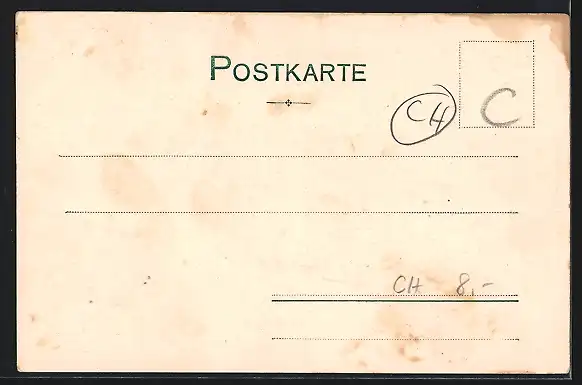 POSTKARTE
CH
C
CH 8,-